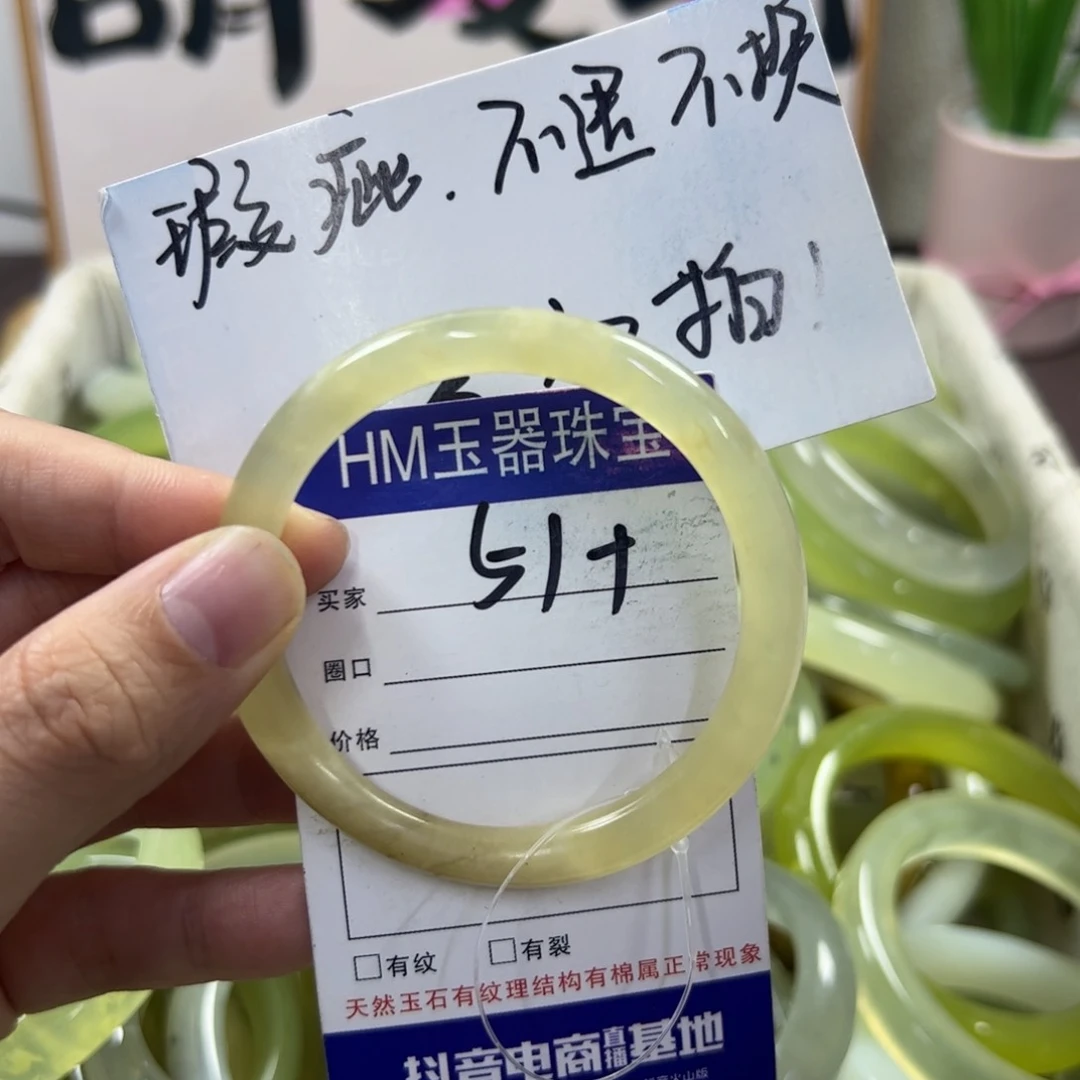 瑕疵.不退不换
拍!
HM玉器珠宝
51+
买家
圈口
价格
□有纹 □有裂
天然玉石有纹理结构有棉属正常现象
抖音电商直播基地